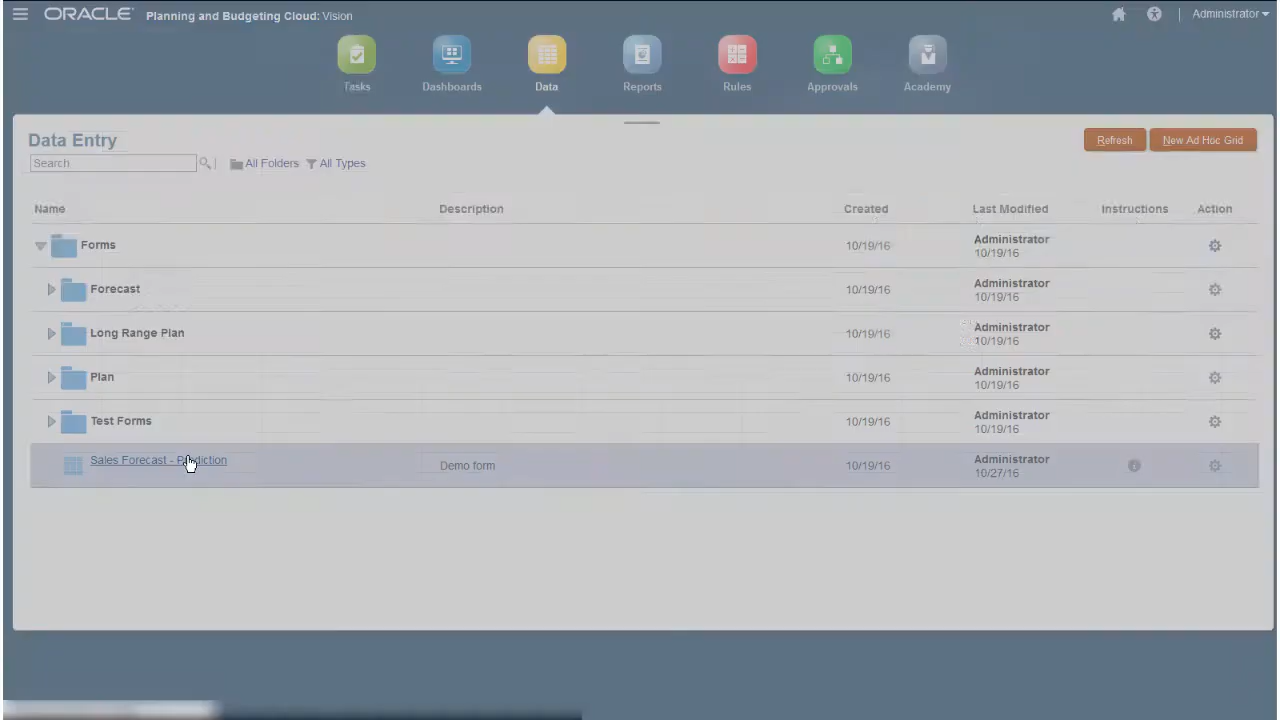 ORACLE Planning and Budgeting Cloud: Vision Administrator
Tasks Dashboards Data Reports Rules Approvals Academy
Data Entry Refresh New Ad Hoc Grid
Search All Folders All Types
Name Description Created Last Modified Instructions Action
Forms 10/19/16 Administrator
10/19/16
Forecast 10/19/16 Administrator
10/19/16
Long Range Plan 10/19/16 Administrator
10/19/16
Plan 10/19/16 Administrator
10/19/16
Test Forms 10/19/16 Administrator
10/19/16
Sales Forecast - Prediction Demo form 10/19/16 Administrator
10/27/16